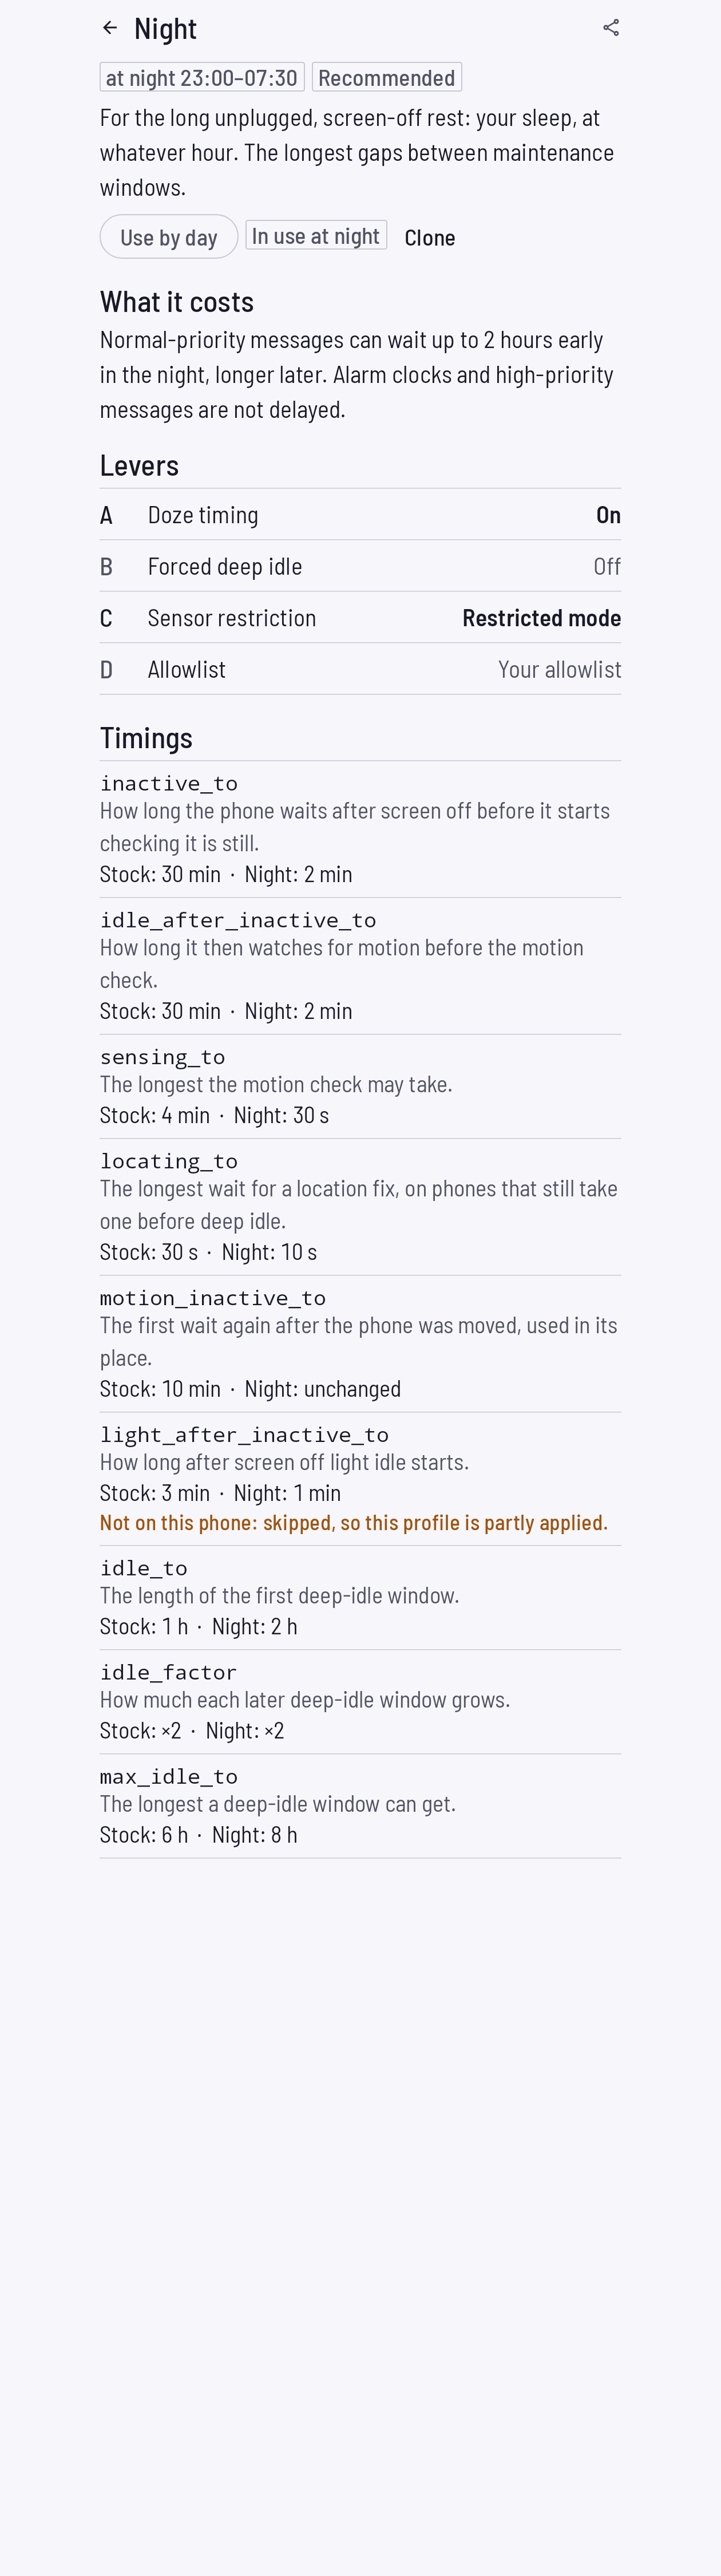 Night
at night 23:00–07:30 Recommended
For the long unplugged, screen-off rest: your sleep, at
whatever hour. The longest gaps between maintenance
windows.
Use by day In use at night Clone
What it costs
Normal-priority messages can wait up to 2 hours early
in the night, longer later. Alarm clocks and high-priority
messages are not delayed.
Levers
A Doze timing On
B Forced deep idle Off
C Sensor restriction Restricted mode
D Allowlist Your allowlist
Timings
inactive_to
How long the phone waits after screen off before it starts
checking it is still.
Stock: 30 min · Night: 2 min
idle_after_inactive_to
How long it then watches for motion before the motion
check.
Stock: 30 min · Night: 2 min
sensing_to
The longest the motion check may take.
Stock: 4 min · Night: 30 s
locating_to
The longest wait for a location fix, on phones that still take
one before deep idle.
Stock: 30 s · Night: 10 s
motion_inactive_to
The first wait again after the phone was moved, used in its
place.
Stock: 10 min · Night: unchanged
light_after_inactive_to
How long after screen off light idle starts.
Stock: 3 min · Night: 1 min
Not on this phone: skipped, so this profile is partly applied.
idle_to
The length of the first deep-idle window.
Stock: 1 h · Night: 2 h
idle_factor
How much each later deep-idle window grows.
Stock: ×2 · Night: ×2
max_idle_to
The longest a deep-idle window can get.
Stock: 6 h · Night: 8 h